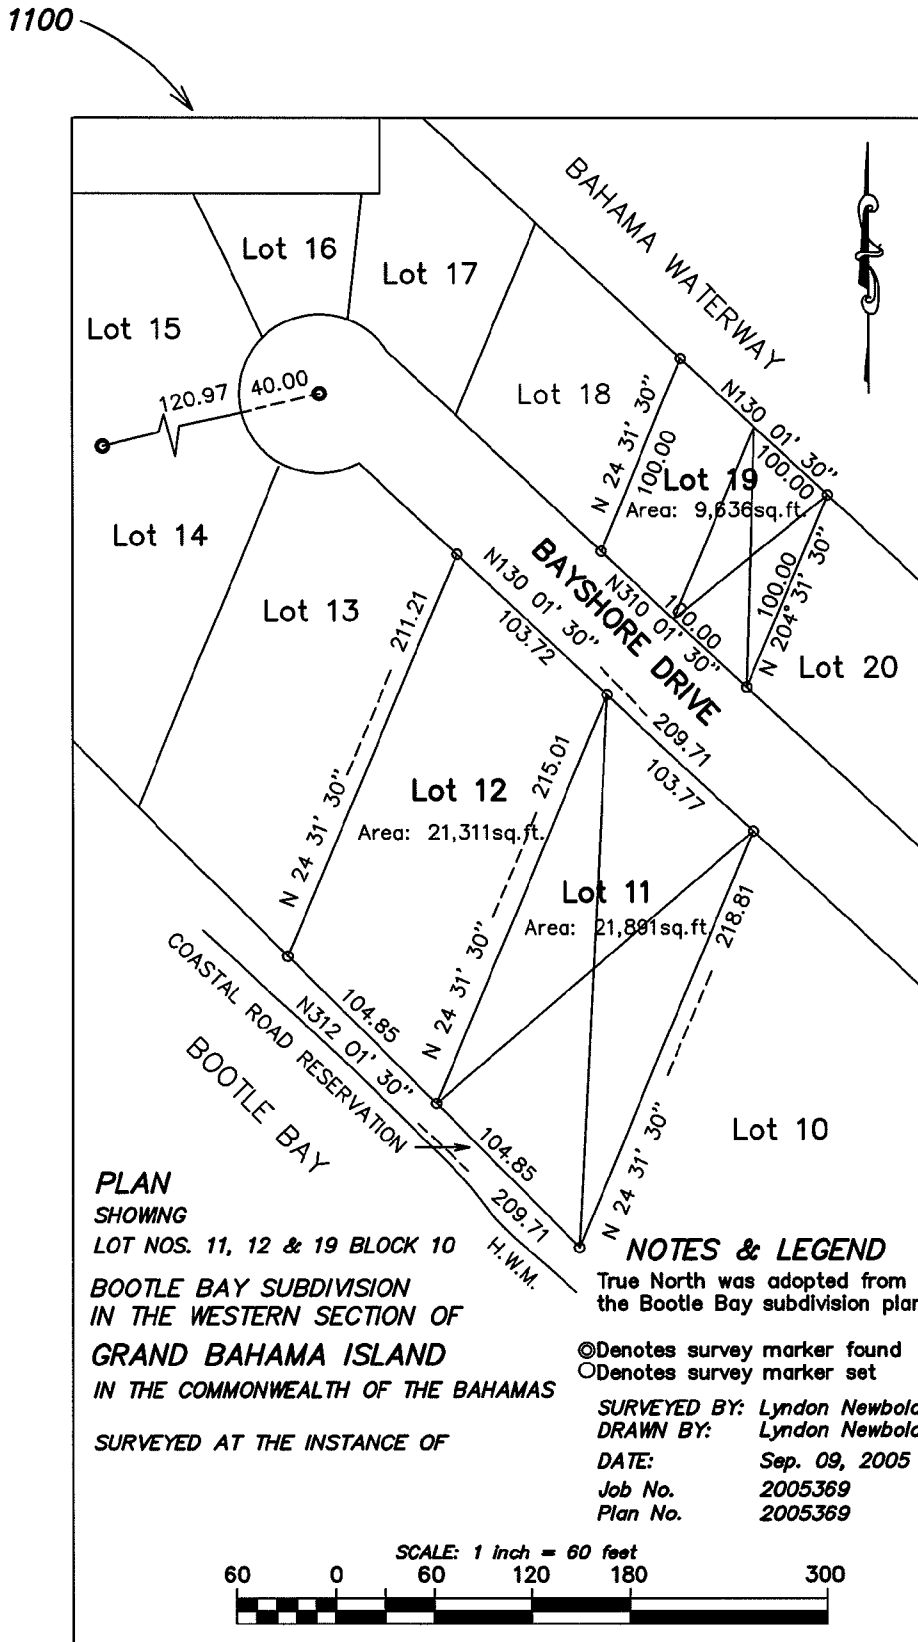 1100
BAHAMA WATERWAY
Lot 16
Lot 17
Lot 15
120.97
40.00
Lot 18
N 24 31' 30"
100.00
N130 01' 30"
100.00
Lot 19
Area: 9,636sq.ft.
Lot 14
Lot 13
BAYSHORE DRIVE
N310 01' 30"
100.00
100.00
N 204° 31' 30"
Lot 20
N130 01' 30"
103.72
209.71
103.77
211.21
N 24 31' 30"
Lot 12
Area: 21,311sq.ft.
215.01
N 24 31' 30"
Lot 11
Area: 21,891sq.ft.
218.81
N 24 31' 30"
COASTAL ROAD RESERVATION
104.85
N312 01' 30"
BOOTLE BAY
104.85
209.71
H.W.M.
Lot 10
PLAN
SHOWING
LOT NOS. 11, 12 & 19 BLOCK 10
BOOTLE BAY SUBDIVISION
IN THE WESTERN SECTION OF
GRAND BAHAMA ISLAND
IN THE COMMONWEALTH OF THE BAHAMAS
SURVEYED AT THE INSTANCE OF
NOTES & LEGEND
True North was adopted from
the Bootle Bay subdivision plan
Denotes survey marker found
Denotes survey marker set
SURVEYED BY: Lyndon Newbold
DRAWN BY: Lyndon Newbold
DATE: Sep. 09, 2005
Job No. 2005369
Plan No. 2005369
SCALE: 1 inch = 60 feet
60 0 60 120 180 300